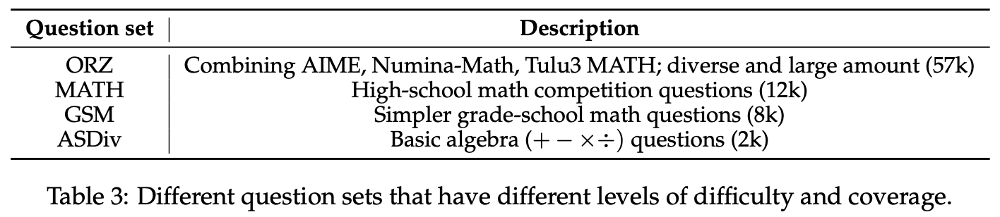 Question set Description
ORZ Combining AIME, Numina-Math, Tulu3 MATH; diverse and large amount (57k)
MATH High-school math competition questions (12k)
GSM Simpler grade-school math questions (8k)
ASDiv Basic algebra (+ − ×÷) questions (2k)
Table 3: Different question sets that have different levels of difficulty and coverage.